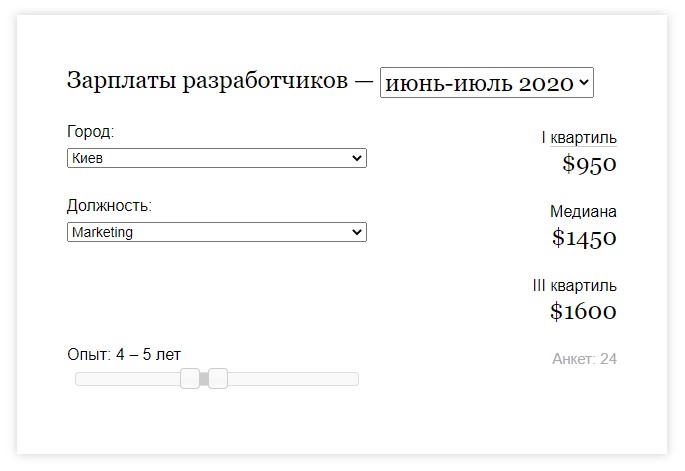 Зарплаты разработчиков — июнь-июль 2020
Город:
Киев
I квартиль
$950
Должность:
Marketing
Медиана
$1450
III квартиль
$1600
Опыт: 4 – 5 лет
Анкет: 24